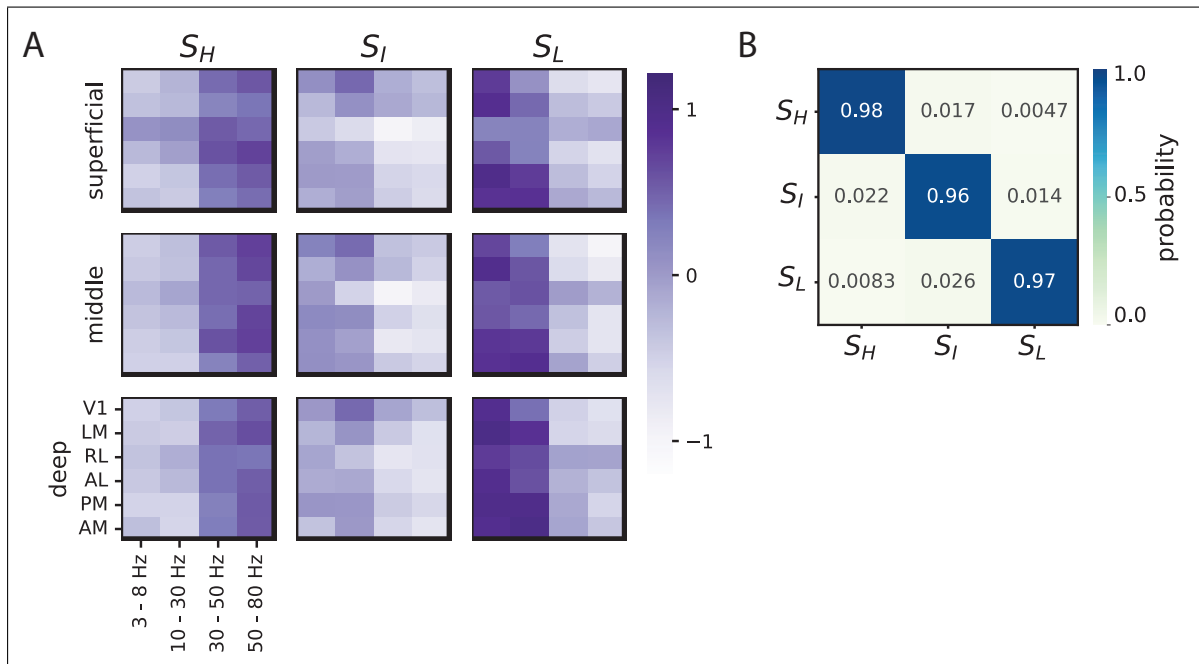 A
S_H
S_I
S_L
superficial
middle
deep
V1
LM
RL
AL
PM
AM
3 - 8 Hz
10 - 30 Hz
30 - 50 Hz
50 - 80 Hz
1
0
−1
B
S_H
0.98 0.017 0.0047
S_I
0.022 0.96 0.014
S_L
0.0083 0.026 0.97
S_H S_I S_L
1.0
0.5
0.0
probability